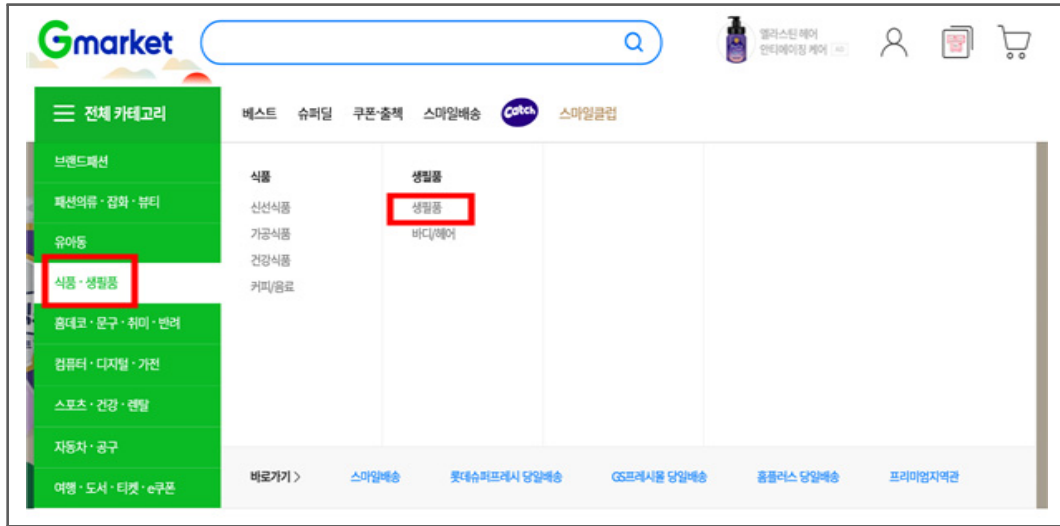 Gmarket
엘라스틴 헤어
안티에이징 케어 AD
전체 카테고리
베스트 슈퍼딜 쿠폰·출첵 스마일배송 Catch 스마일클럽
브랜드패션
패션의류·잡화·뷰티
유아동
식품·생필품
홈데코·문구·취미·반려
컴퓨터·디지털·가전
스포츠·건강·렌탈
자동차·공구
여행·도서·티켓·e쿠폰
식품
신선식품
가공식품
건강식품
커피/음료
생필품
생필품
바디/헤어
바로가기 > 스마일배송 롯데슈퍼프레시 당일배송 GS프레시몰 당일배송 홈플러스 당일배송 프리미엄지역관